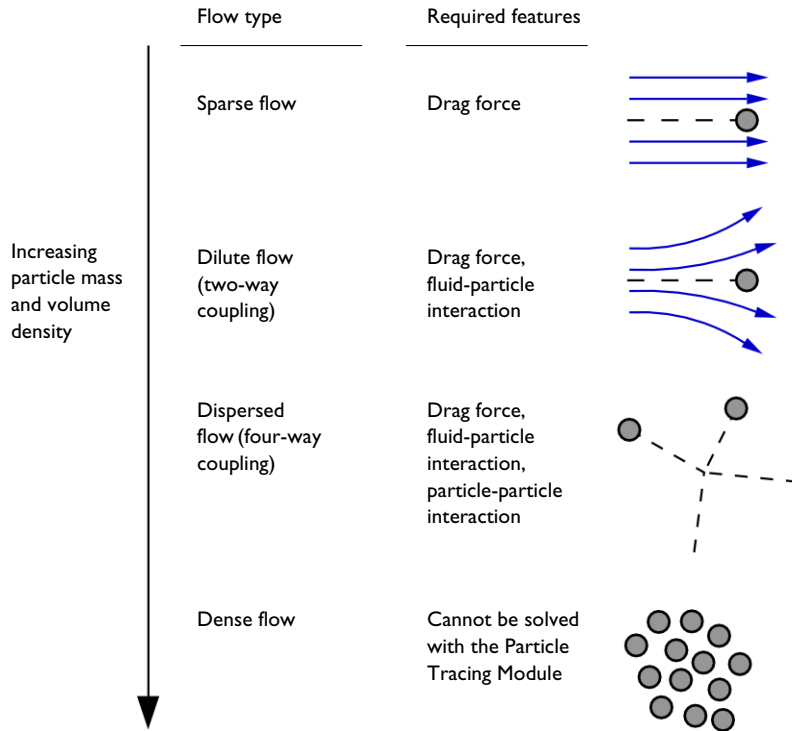 Flow type
Required features
Sparse flow
Drag force
Increasing
particle mass
and volume
density
Dilute flow
(two-way
coupling)
Drag force,
fluid-particle
interaction
Dispersed
flow (four-way
coupling)
Drag force,
fluid-particle
interaction,
particle-particle
interaction
Dense flow
Cannot be solved
with the Particle
Tracing Module